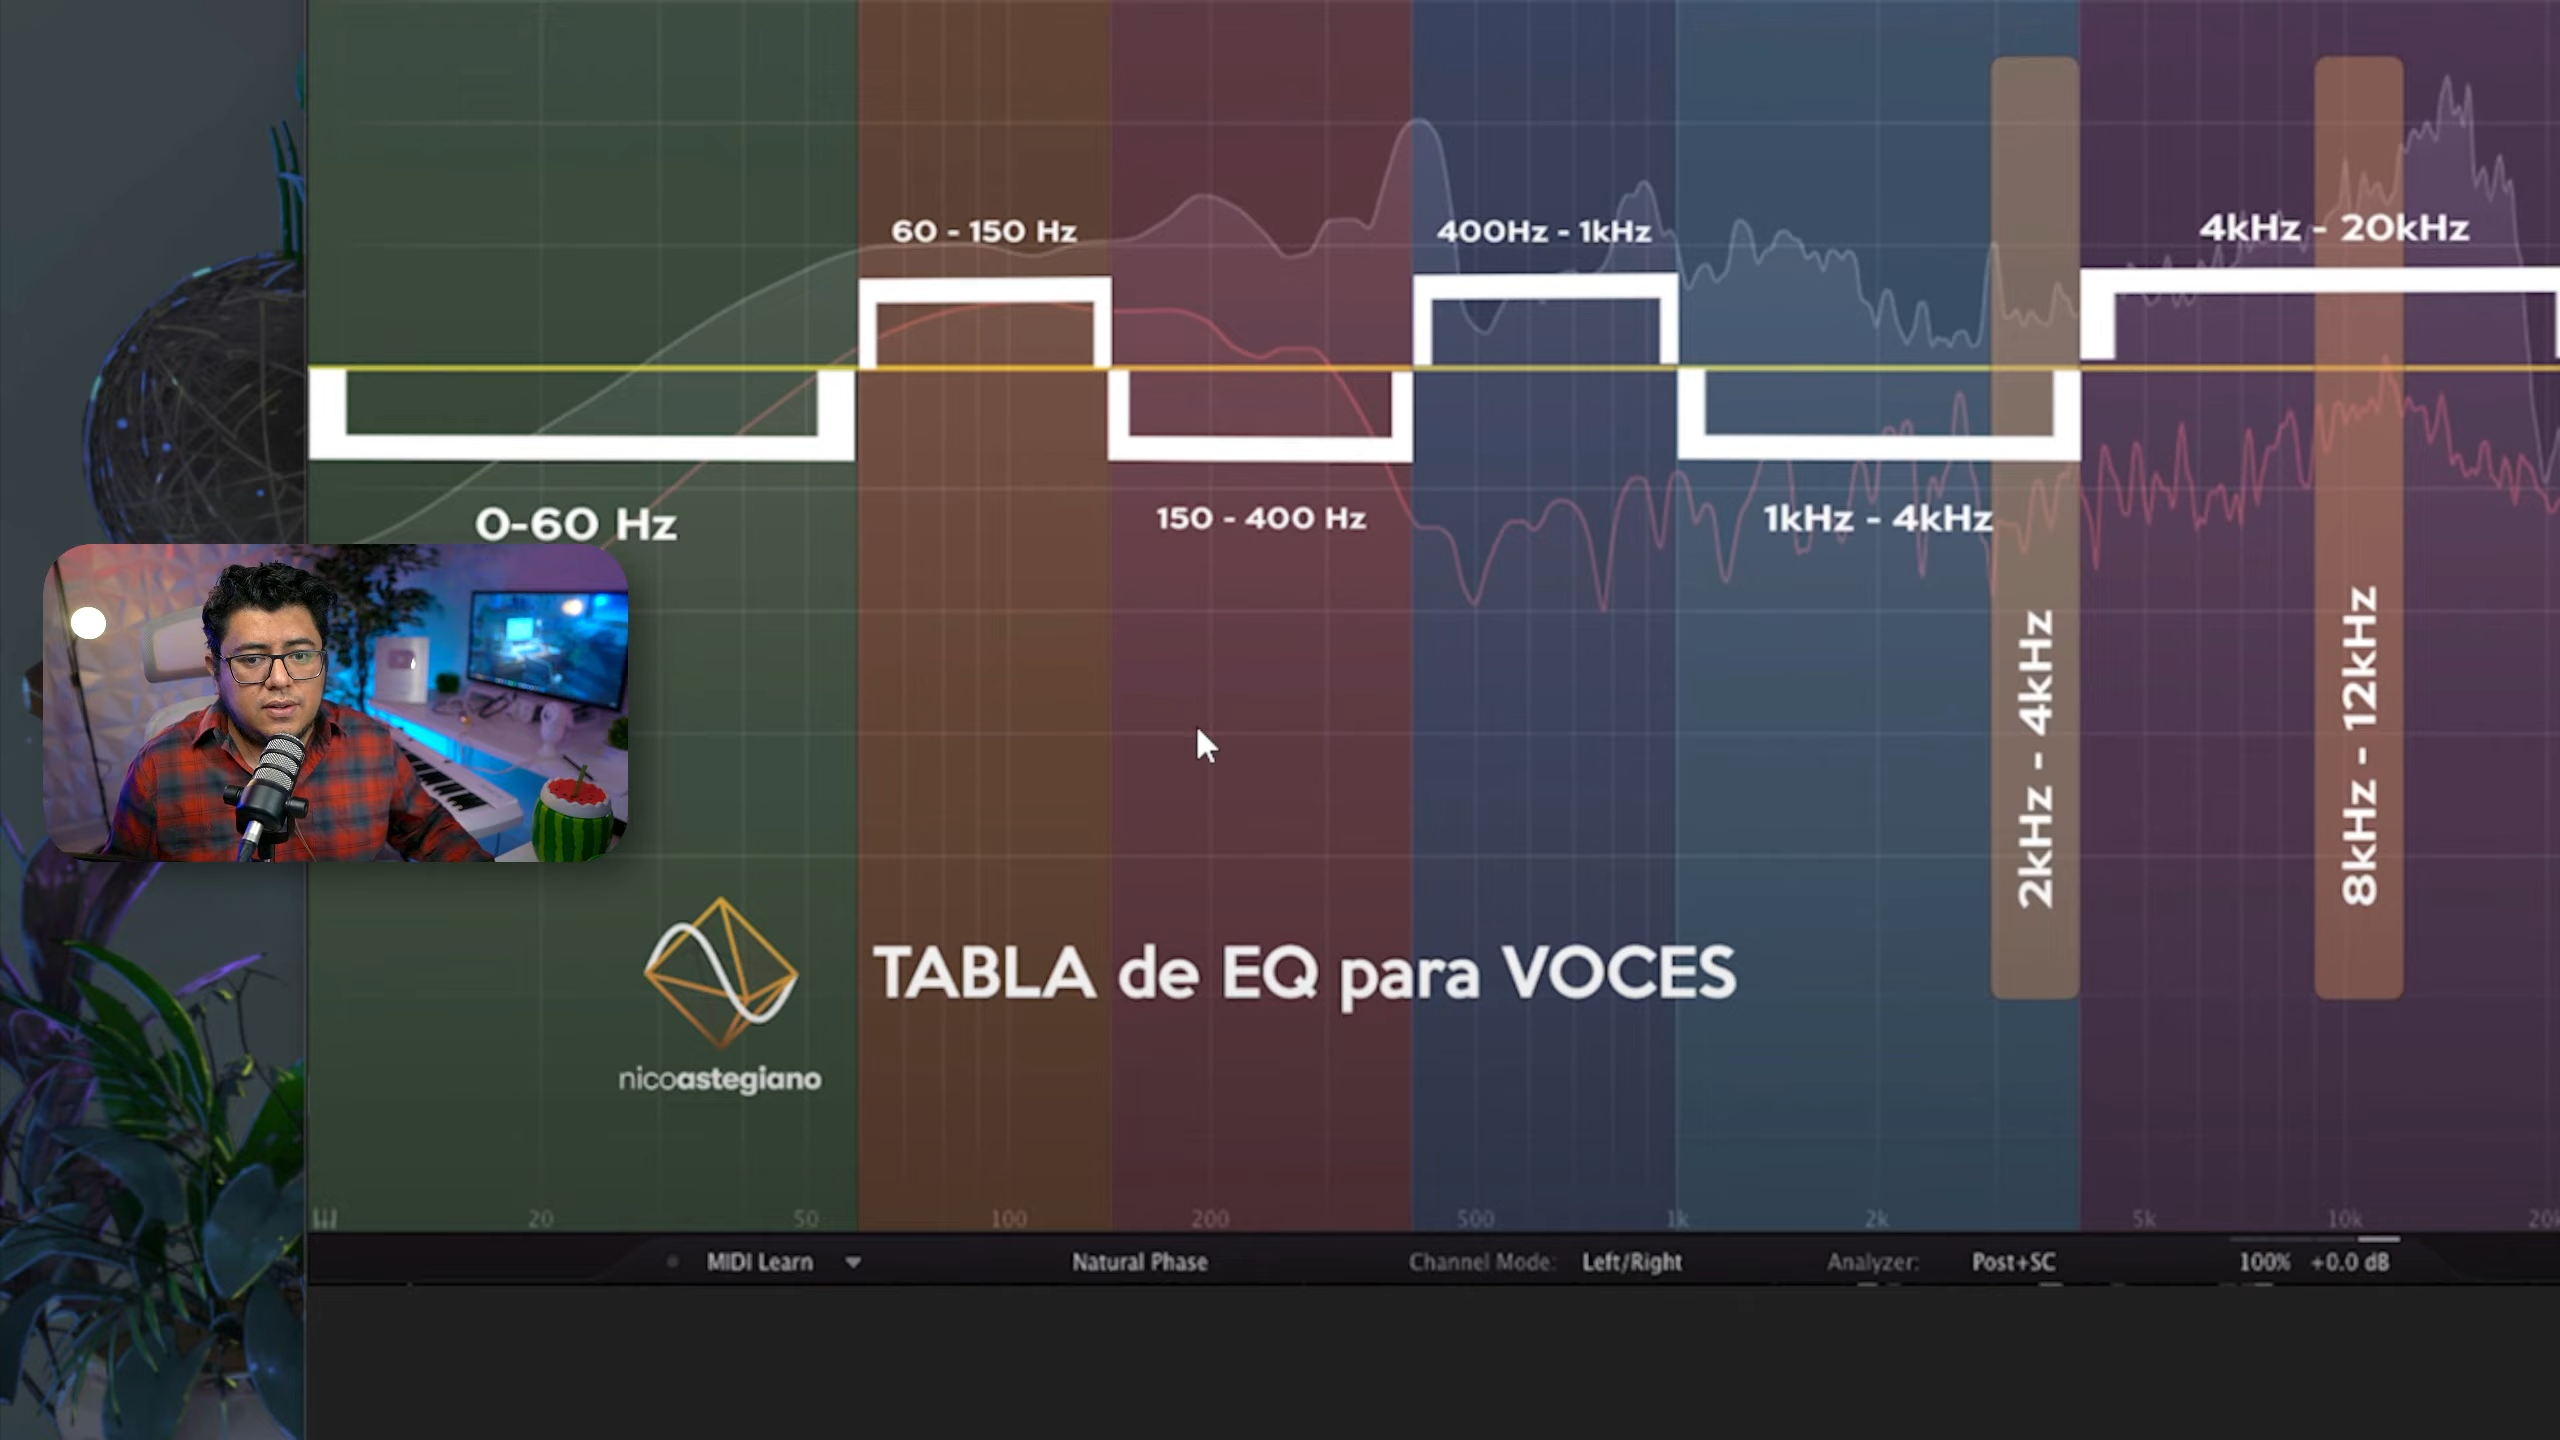 60 - 150 Hz
400Hz - 1kHz
4kHz - 20kHz
0-60 Hz
150 - 400 Hz
1kHz - 4kHz
2kHz - 4kHz
8kHz - 12kHz
TABLA de EQ para VOCES
nicoastegiano
20 50 100 200 500 1k 2k 5k 10k 20k
MIDI Learn Natural Phase Channel Mode: Left/Right Analyzer: Post+SC 100% +0.0 dB